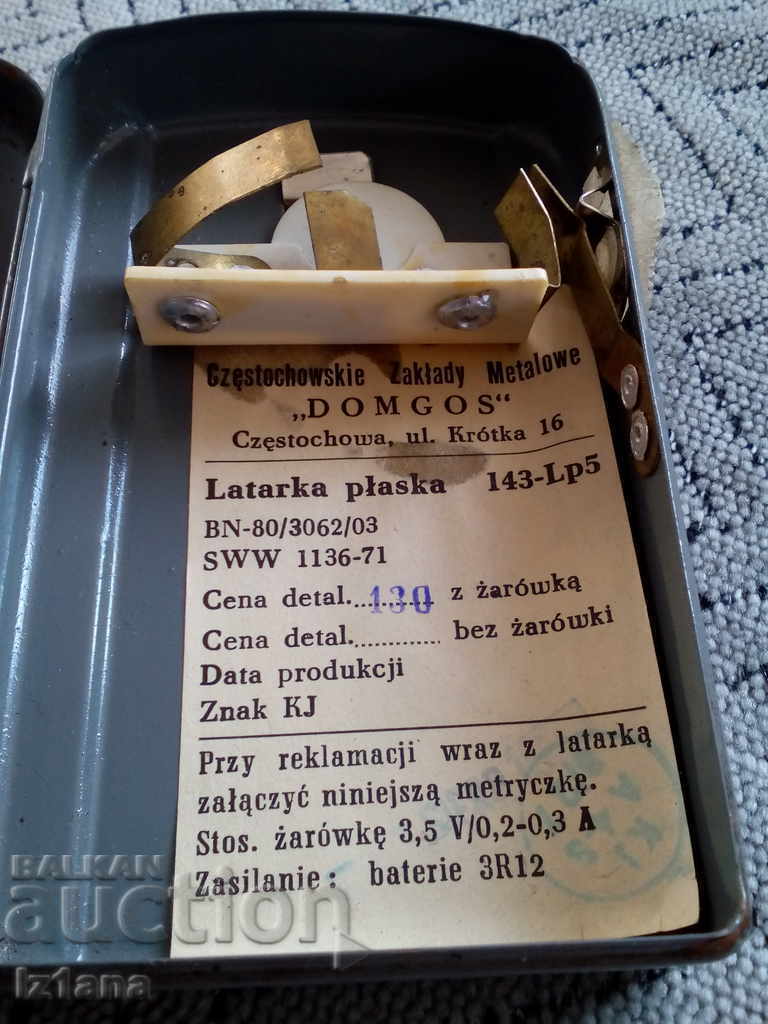 Częstochowskie Zakłady Metalowe
„DOMGOS"
Częstochowa, ul. Krótka 16
Latarka płaska 143-Lp5
BN-80/3062/03
SWW 1136-71
Cena detal. 130 z żarówką
Cena detal.............. bez żarówki
Data produkcji
Znak KJ
Przy reklamacji wraz z latarką
załączyć niniejszą metryczkę.
Stos. żarówkę 3,5 V/0,2-0,3 A
Zasilanie: baterie 3R12
BALKAN
auction
Iz1ana